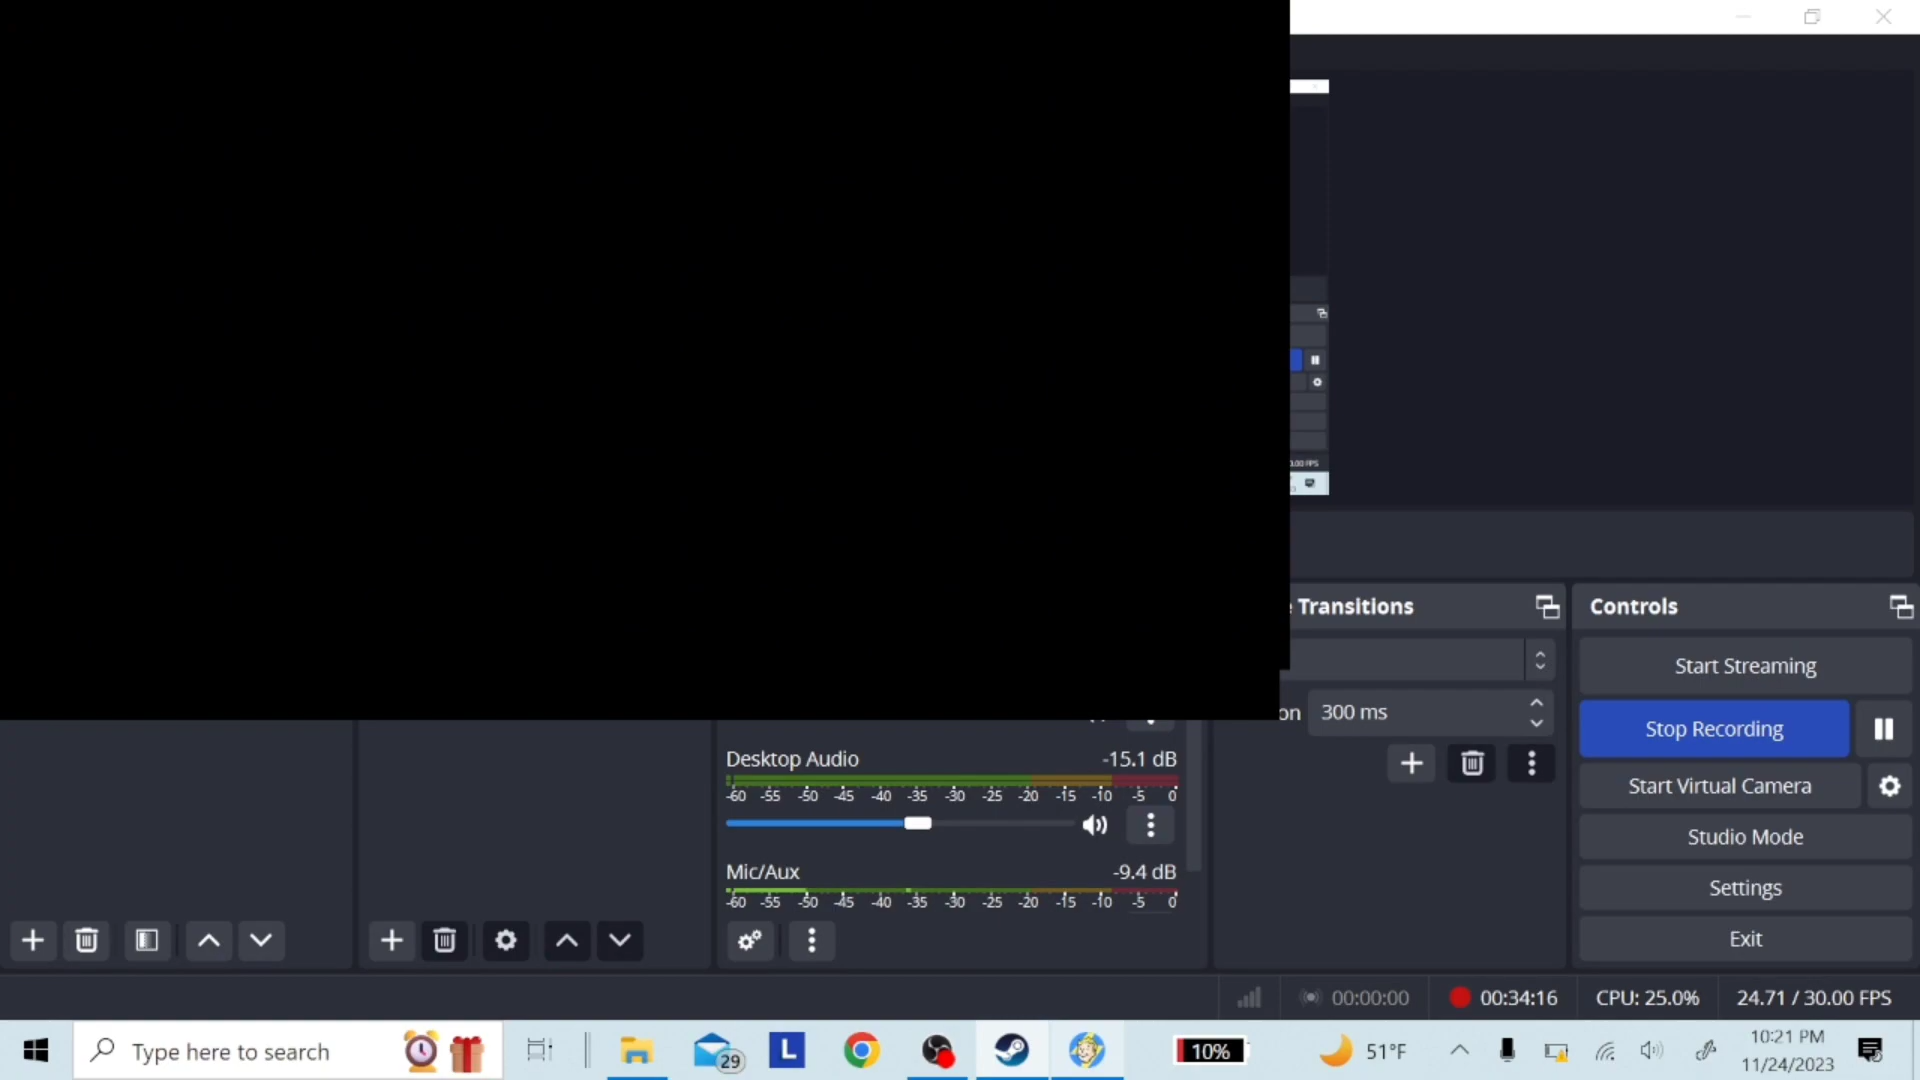 Transitions
Controls
Start Streaming
on
300 ms
Stop Recording
Desktop Audio
-15.1 dB
-60 -55 -50 -45 -40 -35 -30 -25 -20 -15 -10 -5 0
Start Virtual Camera
Studio Mode
Mic/Aux
-9.4 dB
-60 -55 -50 -45 -40 -35 -30 -25 -20 -15 -10 -5 0
Settings
Exit
00:00:00
00:34:16
CPU: 25.0%
24.71 / 30.00 FPS
Type here to search
29
L
10%
51°F
10:21 PM
11/24/2023